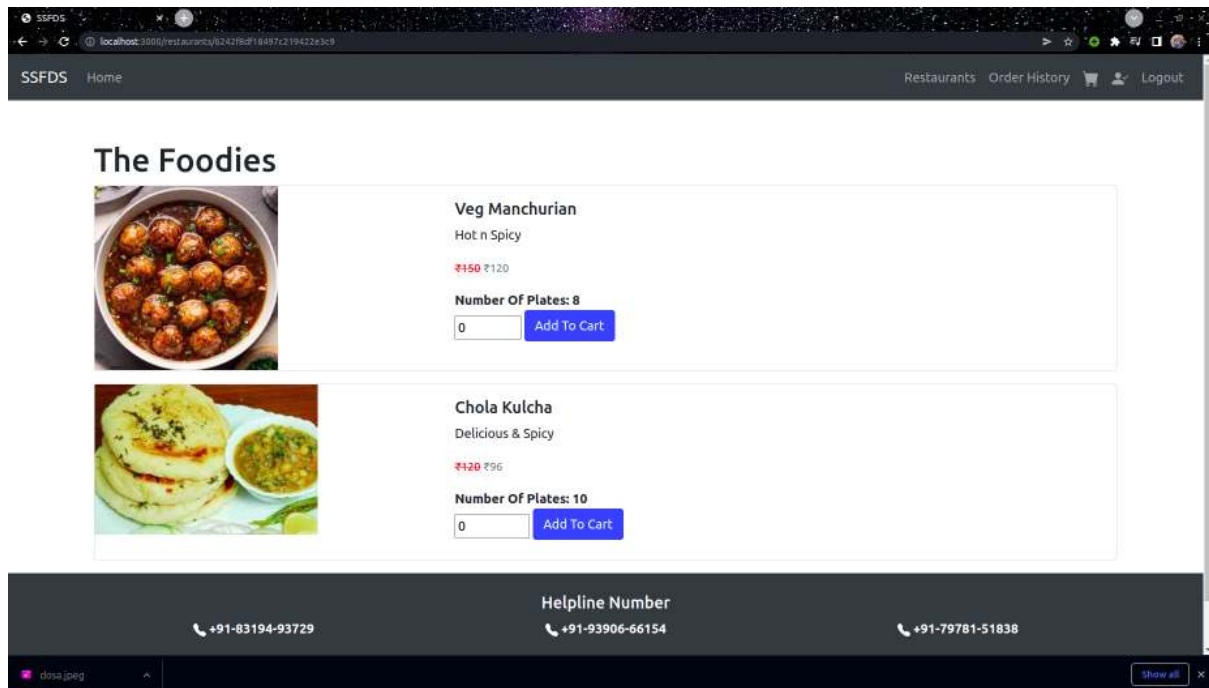 SSFDS
localhost:3000/restaurants/6242f8df18497c219422e3c9
SSFDS Home Restaurants Order History Logout
The Foodies
Veg Manchurian
Hot n Spicy
₹150 ₹120
Number Of Plates: 8
0 Add To Cart
Chola Kulcha
Delicious & Spicy
₹120 ₹96
Number Of Plates: 10
0 Add To Cart
Helpline Number
+91-83194-93729 +91-93906-66154 +91-79781-51838
dosa.jpeg Show all